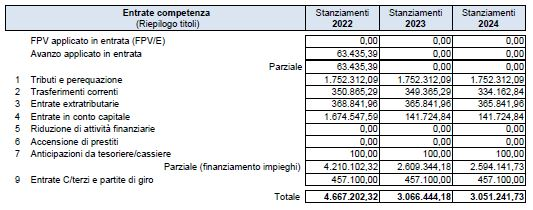 Entrate competenza Stanziamenti Stanziamenti Stanziamenti
(Riepilogo titoli) 2022 2023 2024
FPV applicato in entrata (FPV/E) 0,00 0,00 0,00
Avanzo applicato in entrata 63.435,39 0,00 0,00
Parziale 63.435,39 0,00 0,00
1 Tributi e perequazione 1.752.312,09 1.752.312,09 1.752.312,09
2 Trasferimenti correnti 350.865,29 349.365,29 334.162,84
3 Entrate extratributarie 368.841,96 365.841,96 365.841,96
4 Entrate in conto capitale 1.674.547,59 141.724,84 141.724,84
5 Riduzione di attività finanziarie 0,00 0,00 0,00
6 Accensione di prestiti 0,00 0,00 0,00
7 Anticipazioni da tesoriere/cassiere 100,00 100,00 100,00
Parziale (finanziamento impieghi) 4.210.102,32 2.609.344,18 2.594.141,73
9 Entrate C/terzi e partite di giro 457.100,00 457.100,00 457.100,00
Totale 4.667.202,32 3.066.444,18 3.051.241,73